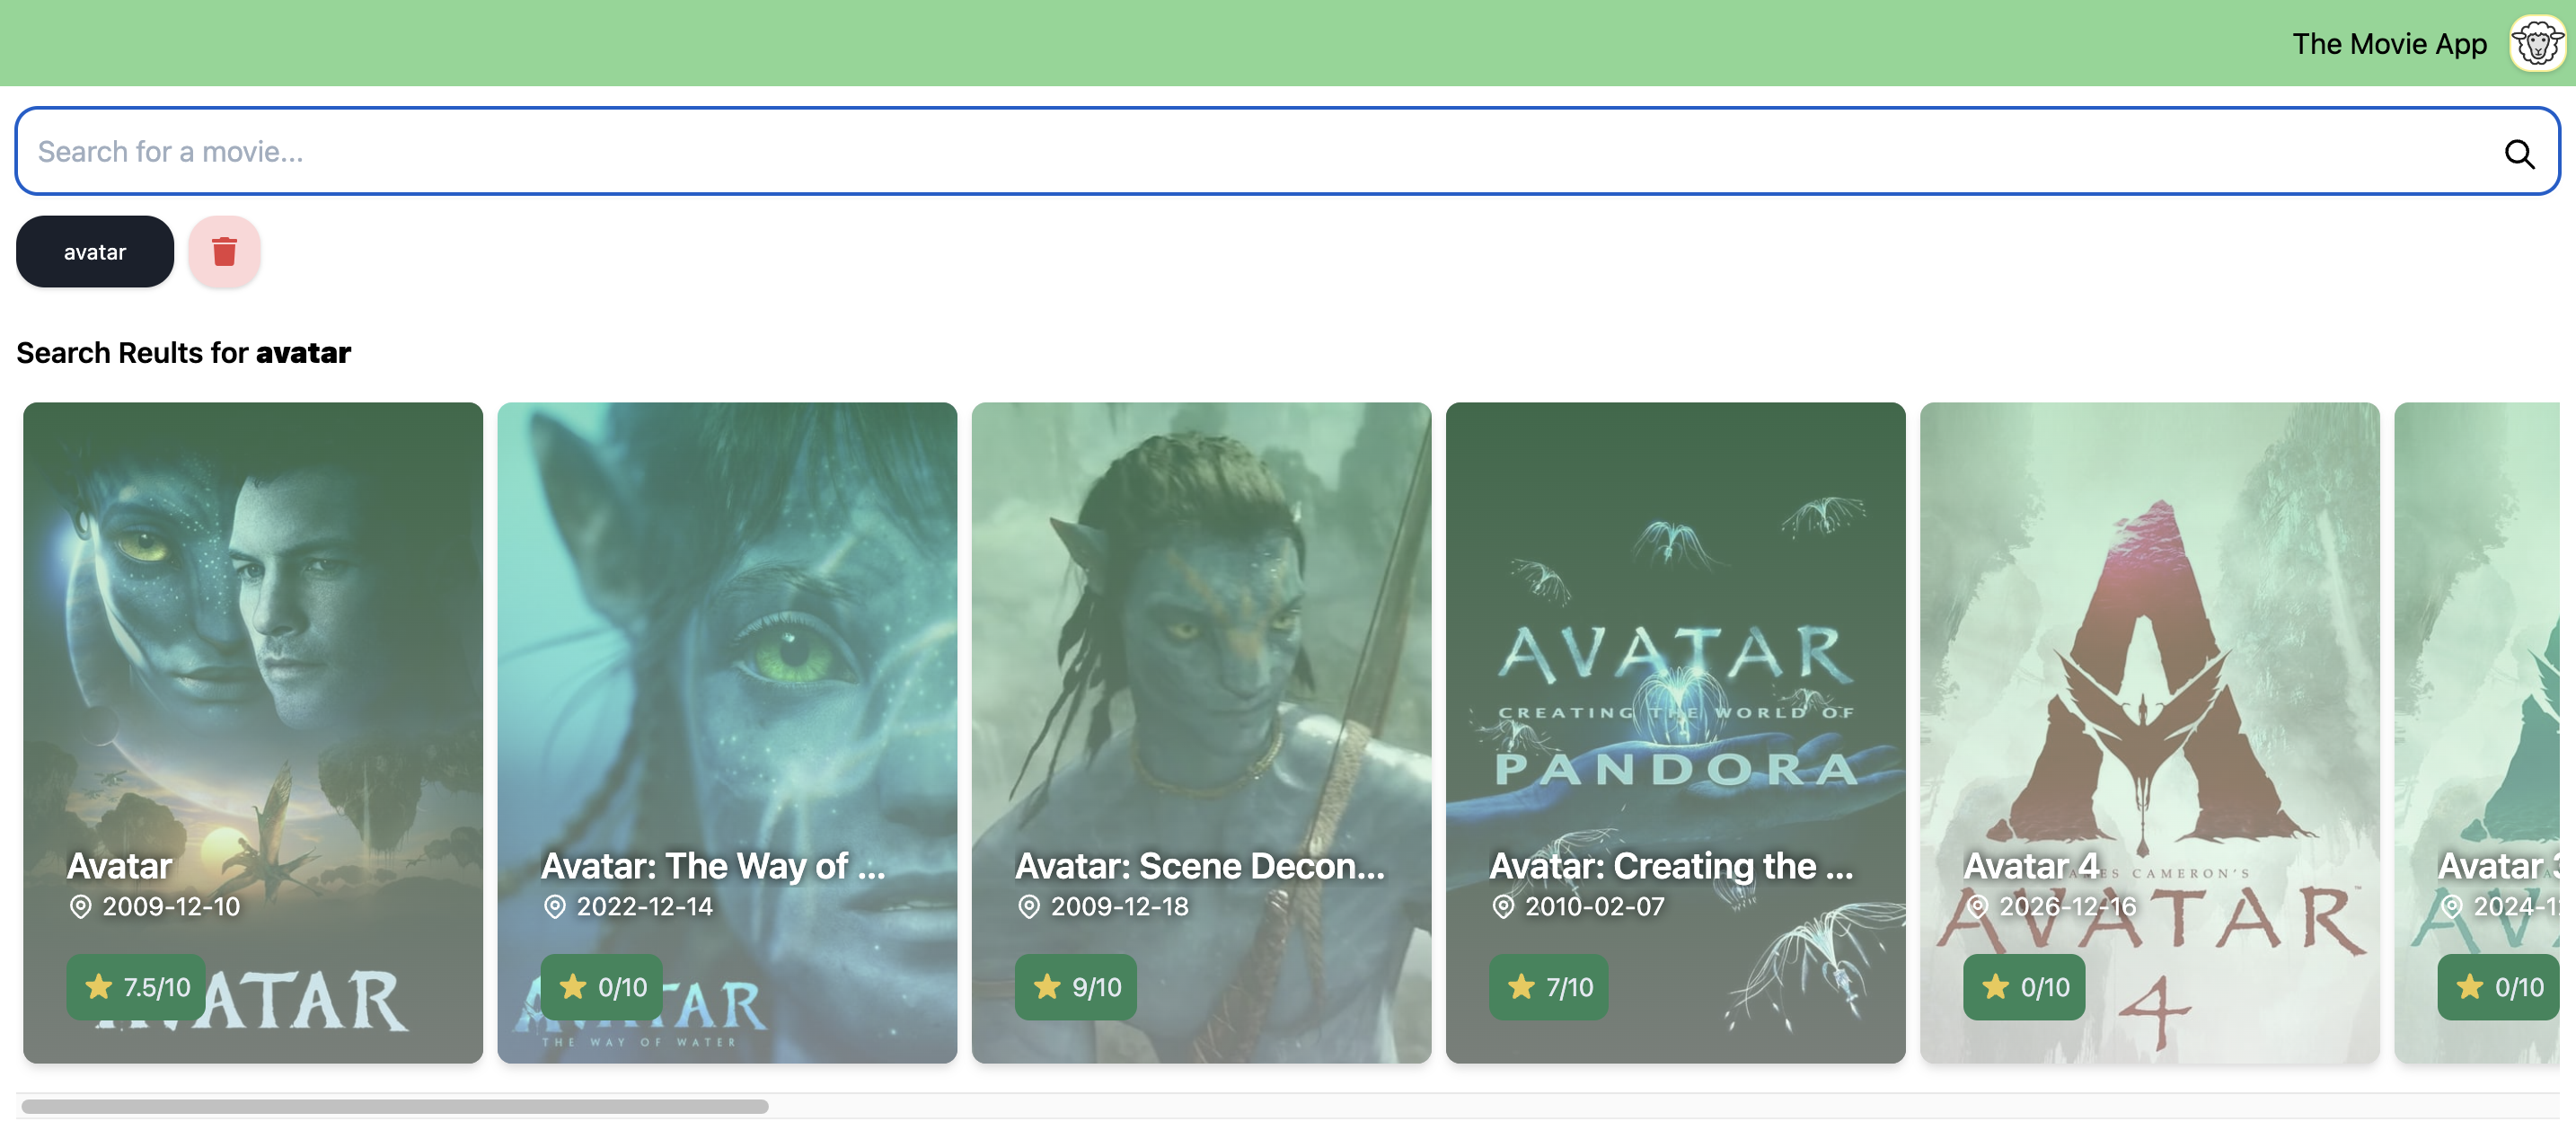 The Movie App
Search for a movie...
avatar
Search Reults for avatar
AVATAR
CREATING THE WORLD OF
PANDORA
Avatar
2009-12-10
7.5/10
ATAR
Avatar: The Way of ...
2022-12-14
0/10
TAR
THE WAY OF WATER
Avatar: Scene Decon...
2009-12-18
9/10
Avatar: Creating the ...
2010-02-07
7/10
Avatar 4
CAMERON'S
2026-12-16
AVATAR
0/10
4
Avatar
2024-1
0/10